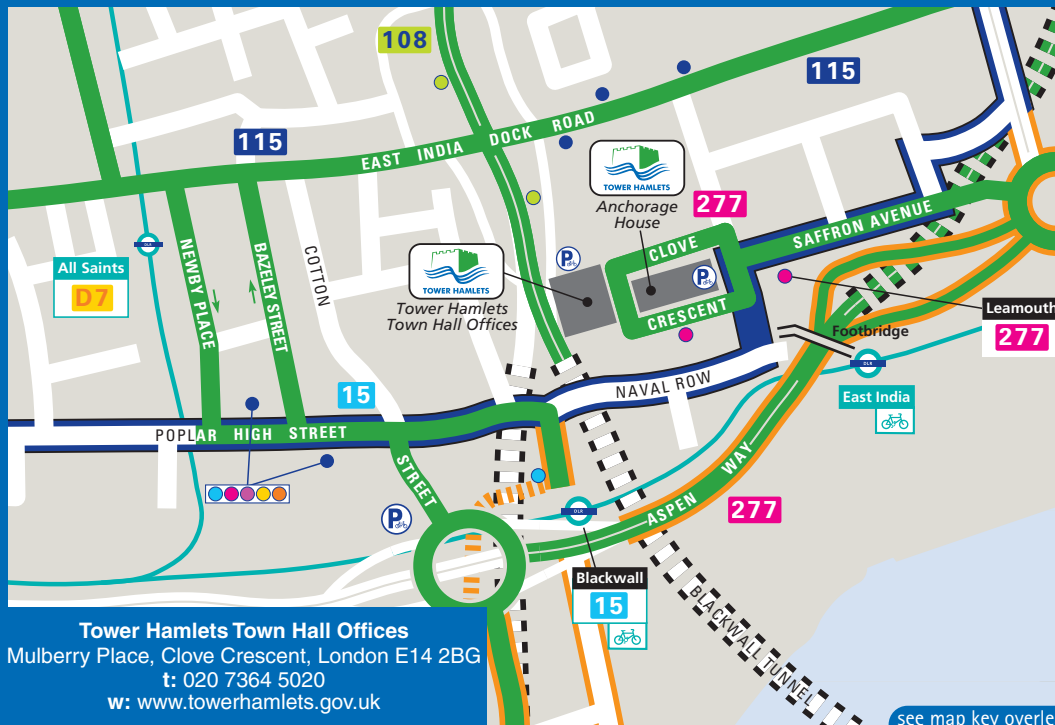 108
115
115
EAST INDIA DOCK ROAD
TOWER HAMLETS
Anchorage
House
277
CLOVE
CRESCENT
SAFFRON AVENUE
TOWER HAMLETS
Tower Hamlets
Town Hall Offices
P
P
All Saints
D7
DLR
NEWBY PLACE
BAZELEY STREET
COTTON
STREET
Leamouth
277
Footbridge
DLR
East India
15
NAVAL ROW
POPLAR HIGH STREET
P
ASPEN WAY
277
DLR
Blackwall
15
BLACKWALL TUNNEL
Tower Hamlets Town Hall Offices
Mulberry Place, Clove Crescent, London E14 2BG
t: 020 7364 5020
w: www.towerhamlets.gov.uk
see map key overle